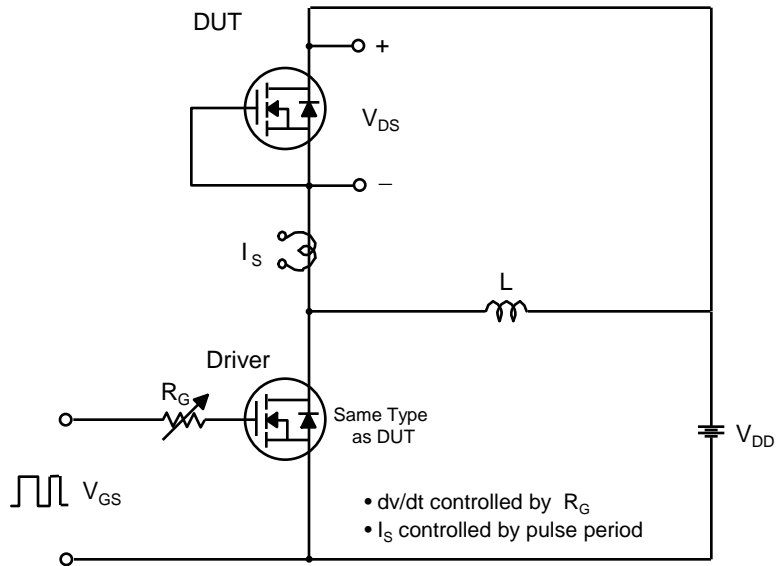 DUT
+
VDS
–
IS
L
Driver
RG
Same Type
as DUT
VDD
VGS
• dv/dt controlled by RG
• IS controlled by pulse period